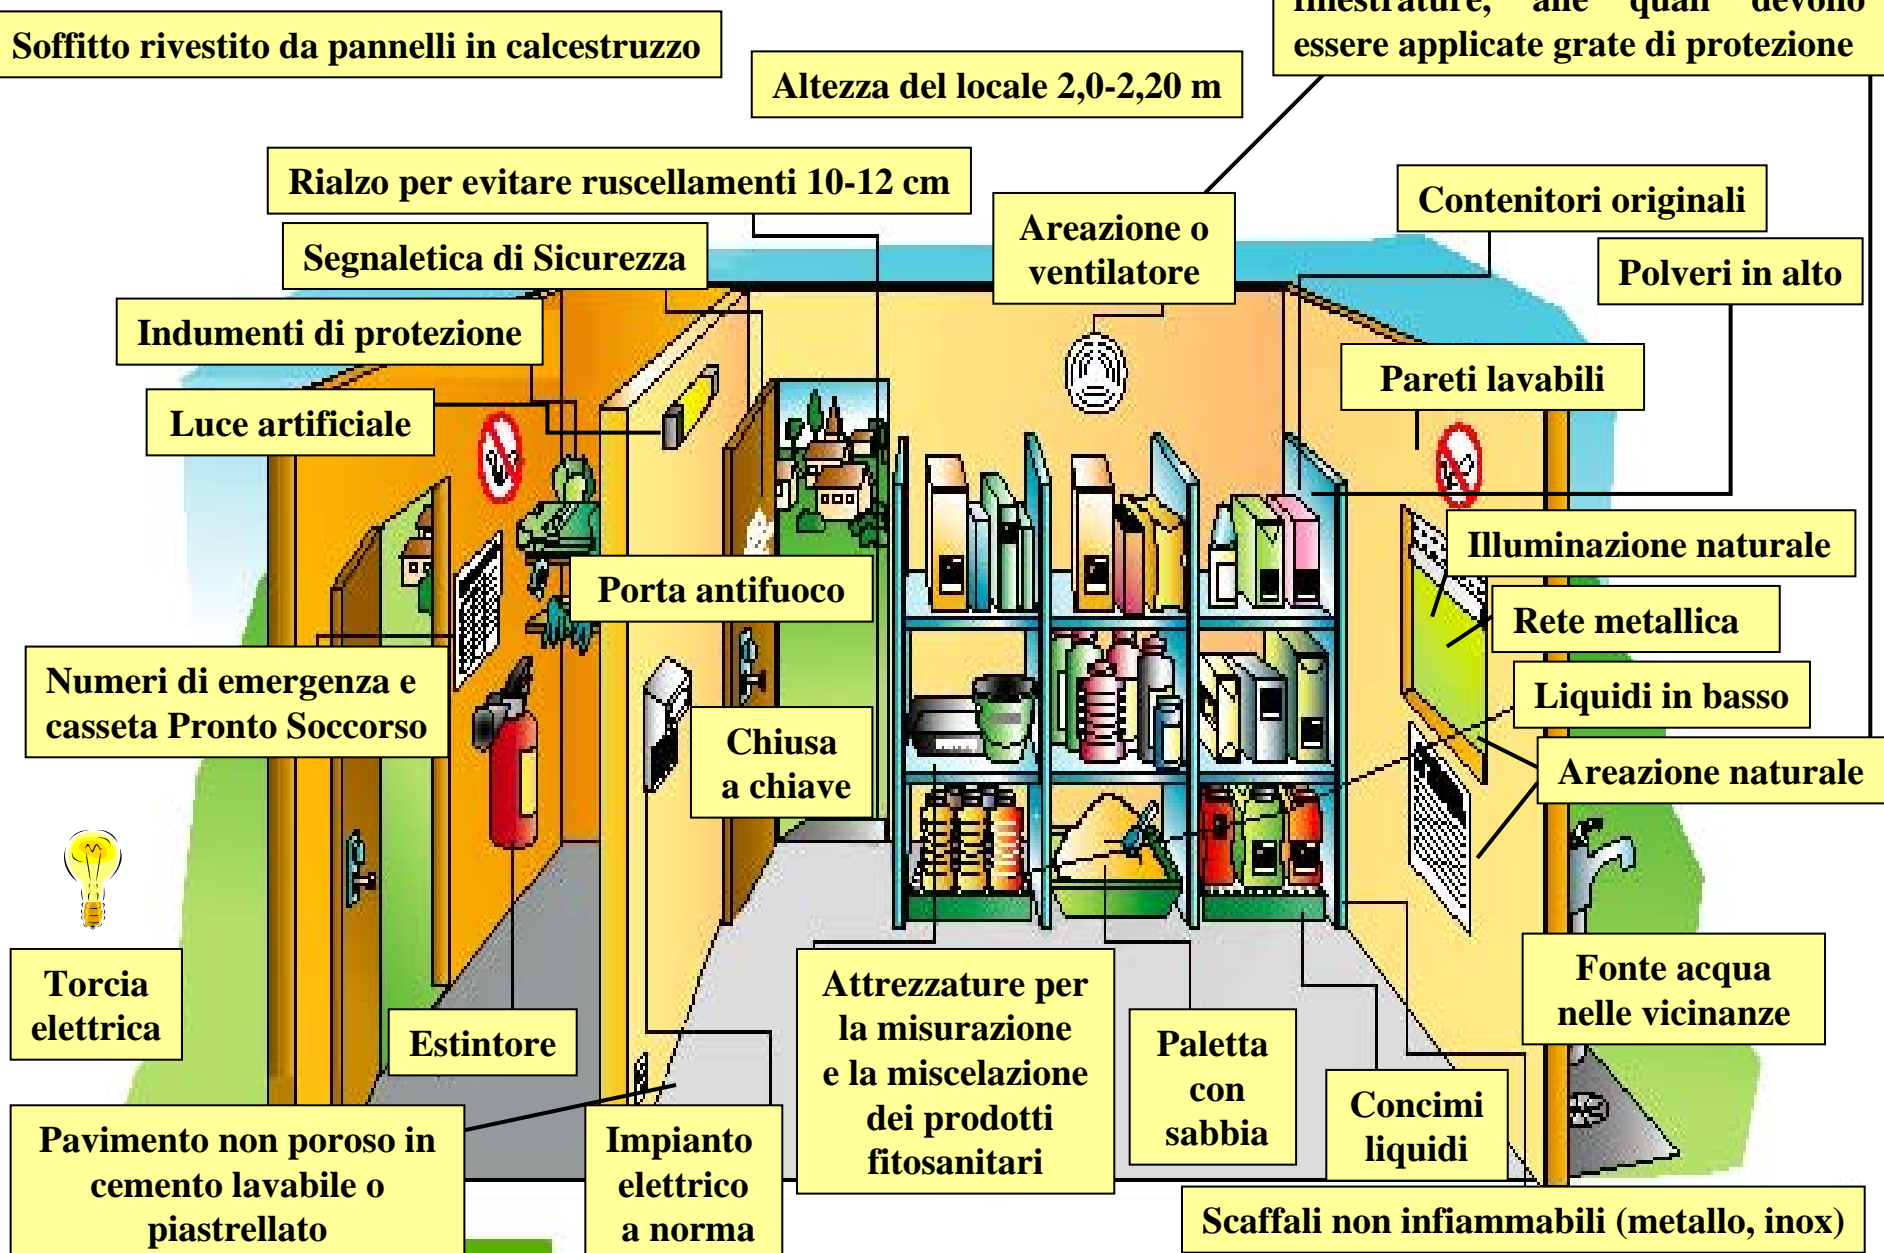 finestrature, alle quali devono
essere applicate grate di protezione
Soffitto rivestito da pannelli in calcestruzzo
Altezza del locale 2,0-2,20 m
Rialzo per evitare ruscellamenti 10-12 cm
Contenitori originali
Areazione o
ventilatore
Segnaletica di Sicurezza
Polveri in alto
Indumenti di protezione
Pareti lavabili
Luce artificiale
Illuminazione naturale
Porta antifuoco
Rete metallica
Numeri di emergenza e
casseta Pronto Soccorso
Liquidi in basso
Chiusa
a chiave
Areazione naturale
Torcia
elettrica
Estintore
Attrezzature per
la misurazione
e la miscelazione
dei prodotti
fitosanitari
Paletta
con
sabbia
Fonte acqua
nelle vicinanze
Concimi
liquidi
Pavimento non poroso in
cemento lavabile o
piastrellato
Impianto
elettrico
a norma
Scaffali non infiammabili (metallo, inox)